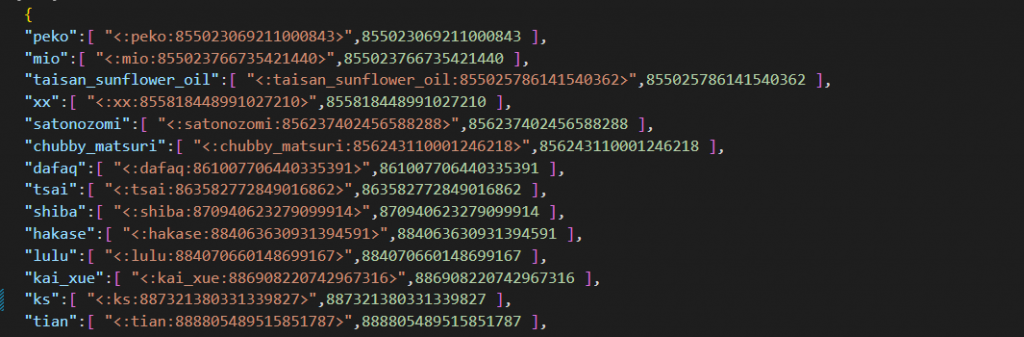 {
"peko":[ "<:peko:855023069211000843>",855023069211000843 ],
"mio":[ "<:mio:855023766735421440>",855023766735421440 ],
"taisan_sunflower_oil":[ "<:taisan_sunflower_oil:855025786141540362>",855025786141540362 ],
"xx":[ "<:xx:855818448991027210>",855818448991027210 ],
"satonozomi":[ "<:satonozomi:856237402456588288>",856237402456588288 ],
"chubby_matsuri":[ "<:chubby_matsuri:856243110001246218>",856243110001246218 ],
"dafaq":[ "<:dafaq:861007706440335391>",861007706440335391 ],
"tsai":[ "<:tsai:863582772849016862>",863582772849016862 ],
"shiba":[ "<:shiba:870940623279099914>",870940623279099914 ],
"hakase":[ "<:hakase:884063630931394591>",884063630931394591 ],
"lulu":[ "<:lulu:884070660148699167>",884070660148699167 ],
"kai_xue":[ "<:kai_xue:886908220742967316>",886908220742967316 ],
"ks":[ "<:ks:887321380331339827>",887321380331339827 ],
"tian":[ "<:tian:888805489515851787>",888805489515851787 ],